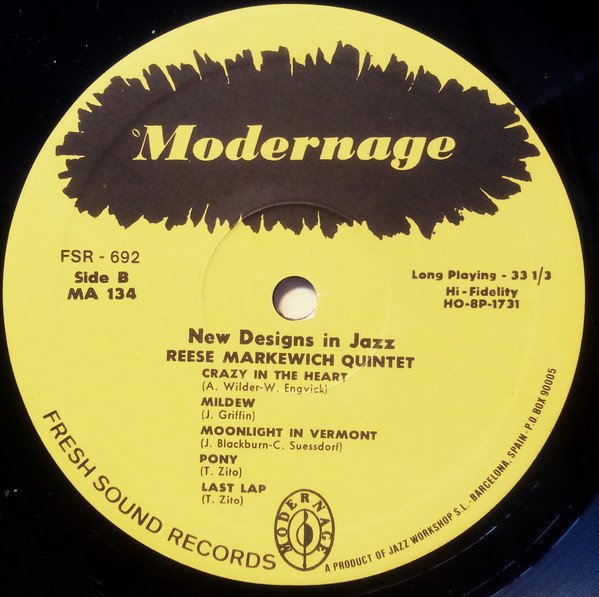 Modernage
FSR - 692
Side B
MA 134
Long Playing - 33 1/3
Hi - Fidelity
HO-8P-1731
New Designs in Jazz
REESE MARKEWICH QUINTET
CRAZY IN THE HEART
(A. Wilder-W. Engvick)
MILDEW
(J. Griffin)
MOONLIGHT IN VERMONT
(J. Blackburn-C. Suessdorf)
PONY
(T. Zito)
LAST LAP
(T. Zito)
FRESH SOUND RECORDS
MODERNAGE
A PRODUCT OF JAZZ WORKSHOP S.L. - BARCELONA, SPAIN - P.O. BOX 90005